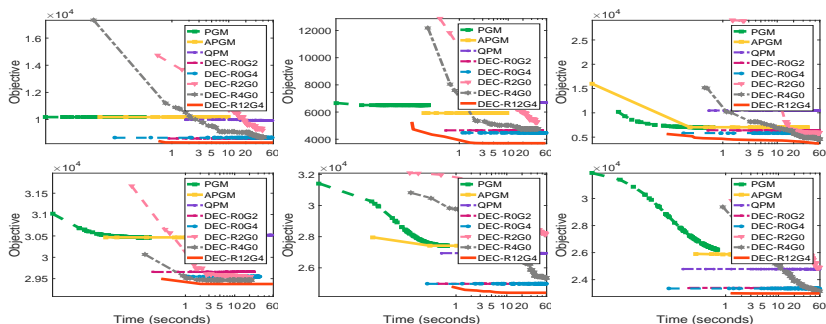 ×10⁴
1.6
1.4
1.2
1
Objective
PGM
APGM
QPM
DEC-R0G2
DEC-R0G4
DEC-R2G0
DEC-R4G0
DEC-R12G4
1 3 5 10 20 60
12000
10000
8000
6000
4000
Objective
PGM
APGM
QPM
DEC-R0G2
DEC-R0G4
DEC-R2G0
DEC-R4G0
DEC-R12G4
1 3 5 10 20 60
×10⁴
2.5
2
1.5
1
0.5
Objective
PGM
APGM
QPM
DEC-R0G2
DEC-R0G4
DEC-R2G0
DEC-R4G0
DEC-R12G4
1 3 5 10 20 60
×10⁴
3.15
3.1
3.05
3
2.95
Objective
PGM
APGM
QPM
DEC-R0G2
DEC-R0G4
DEC-R2G0
DEC-R4G0
DEC-R12G4
1 3 5 10 20 60
Time (seconds)
×10⁴
3.2
3
2.8
2.6
2.4
Objective
PGM
APGM
QPM
DEC-R0G2
DEC-R0G4
DEC-R2G0
DEC-R4G0
DEC-R12G4
1 3 5 10 20 60
Time (seconds)
×10⁴
3
2.8
2.6
2.4
Objective
PGM
APGM
QPM
DEC-R0G2
DEC-R0G4
DEC-R2G0
DEC-R4G0
DEC-R12G4
1 3 5 10 20 60
Time (seconds)